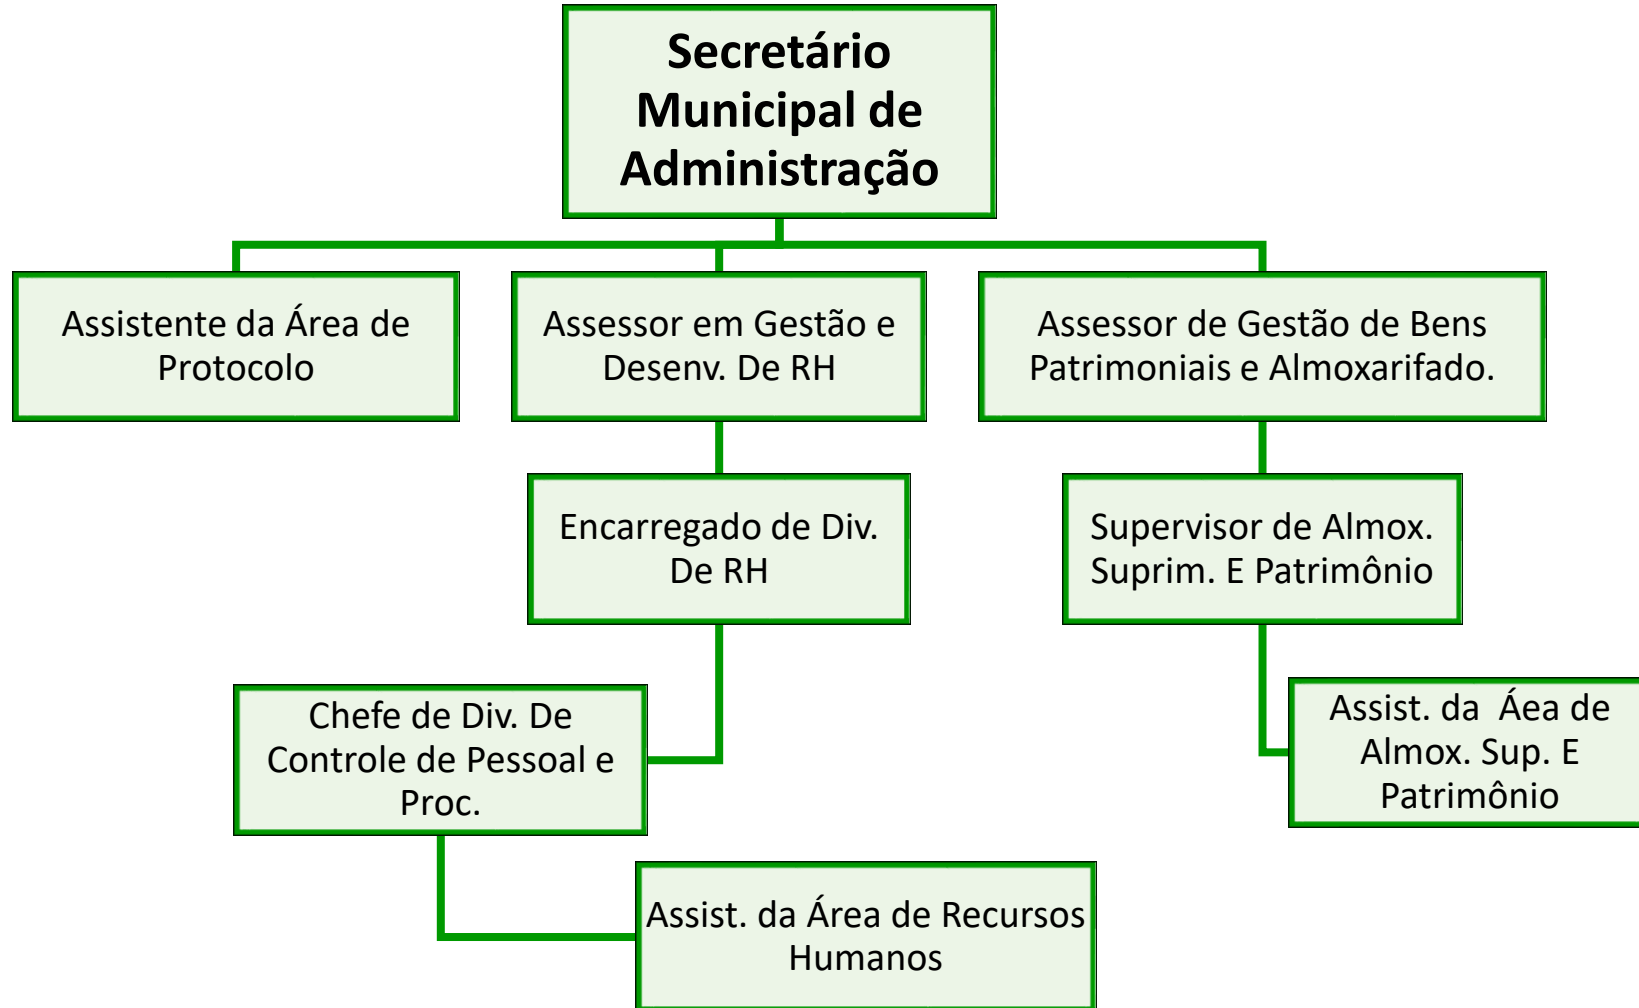 Secretário
Municipal de
Administração
Assistente da Área de
Protocolo
Assessor em Gestão e
Desenv. De RH
Assessor de Gestão de Bens
Patrimoniais e Almoxarifado.
Encarregado de Div.
De RH
Supervisor de Almox.
Suprim. E Patrimônio
Chefe de Div. De
Controle de Pessoal e
Proc.
Assist. da  Áea de
Almox. Sup. E
Patrimônio
Assist. da Área de Recursos
Humanos